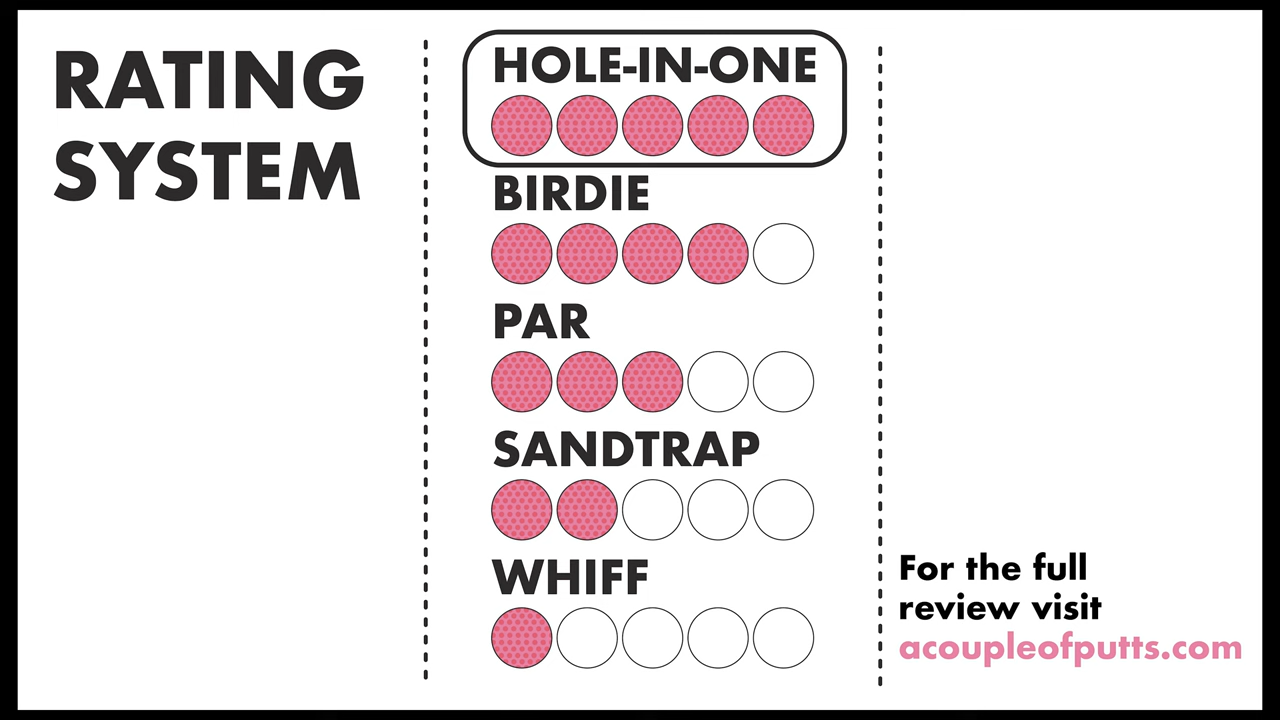 RATING
SYSTEM
HOLE-IN-ONE
BIRDIE
PAR
SANDTRAP
WHIFF
For the full
review visit
acoupleofputts.com